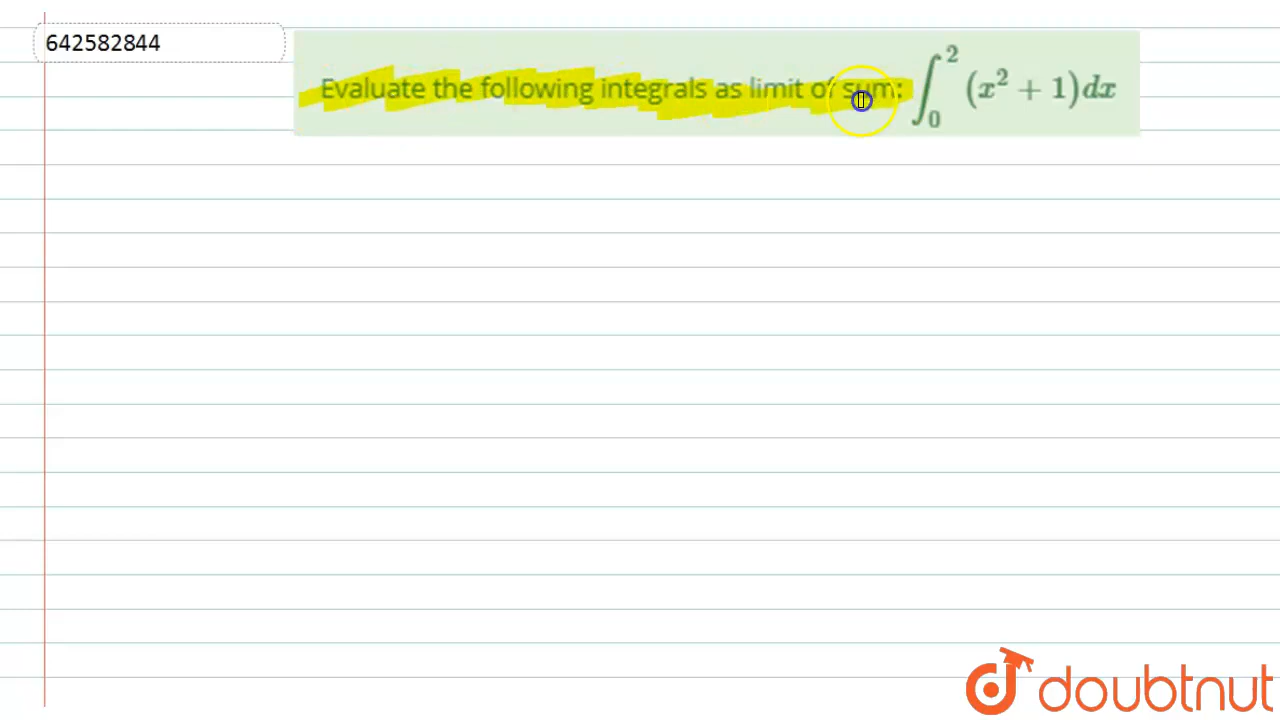 642582844
Evaluate the following integrals as limit of sum: ∫₀² (x² + 1)dx
doubtnut